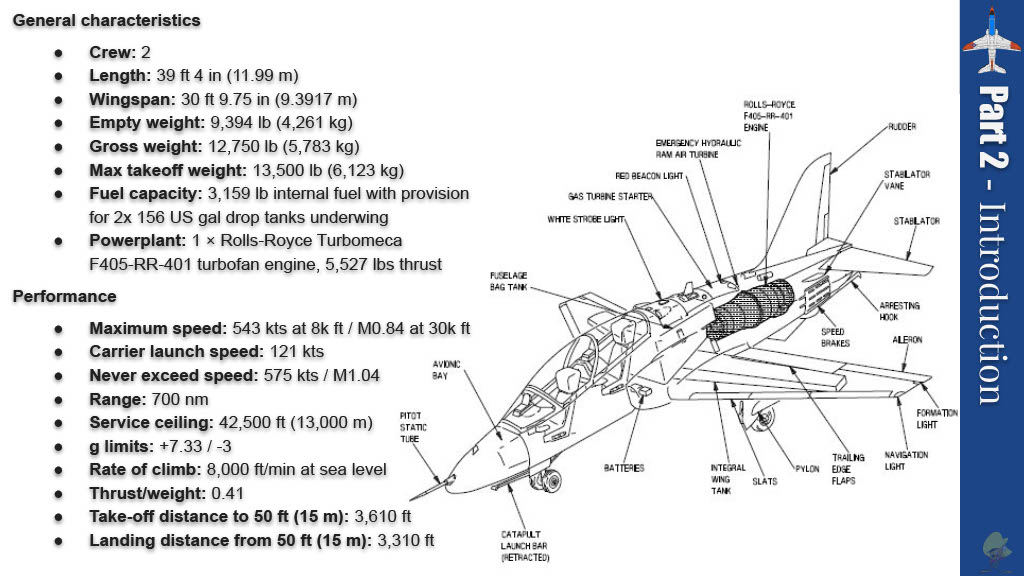 General characteristics
● Crew: 2
● Length: 39 ft 4 in (11.99 m)
● Wingspan: 30 ft 9.75 in (9.3917 m)
● Empty weight: 9,394 lb (4,261 kg)
● Gross weight: 12,750 lb (5,783 kg)
● Max takeoff weight: 13,500 lb (6,123 kg)
● Fuel capacity: 3,159 lb internal fuel with provision
for 2x 156 US gal drop tanks underwing
● Powerplant: 1 × Rolls-Royce Turbomeca
F405-RR-401 turbofan engine, 5,527 lbs thrust
Performance
● Maximum speed: 543 kts at 8k ft / M0.84 at 30k ft
● Carrier launch speed: 121 kts
● Never exceed speed: 575 kts / M1.04
● Range: 700 nm
● Service ceiling: 42,500 ft (13,000 m)
● g limits: +7.33 / -3
● Rate of climb: 8,000 ft/min at sea level
● Thrust/weight: 0.41
● Take-off distance to 50 ft (15 m): 3,610 ft
● Landing distance from 50 ft (15 m): 3,310 ft
ROLLS-ROYCE
F405-RR-401
ENGINE
EMERGENCY HYDRAULIC
RAM AIR TURBINE
RED BEACON LIGHT
GAS TURBINE STARTER
WHITE STROBE LIGHT
FUSELAGE
BAG TANK
AVIONIC
BAY
PITOT
STATIC
TUBE
RUDDER
STABILATOR
VANE
STABILATOR
ARRESTING
HOOK
SPEED
BRAKES
AILERON
FORMATION
LIGHT
NAVIGATION
LIGHT
TRAILING
EDGE
FLAPS
PYLON
SLATS
INTEGRAL
WING
TANK
BATTERIES
CATAPULT
LAUNCH BAR
(RETRACTED)
Part 2 - Introduction